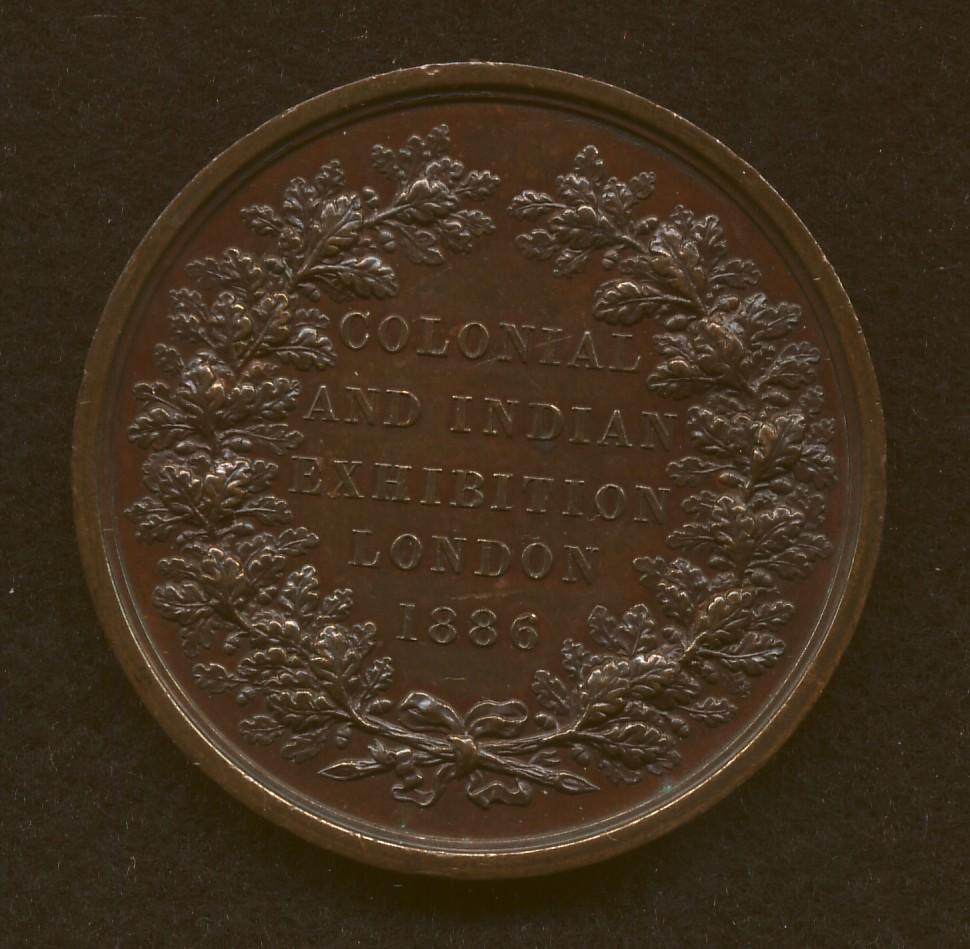 COLONIAL
AND INDIAN
EXHIBITION
LONDON
1886